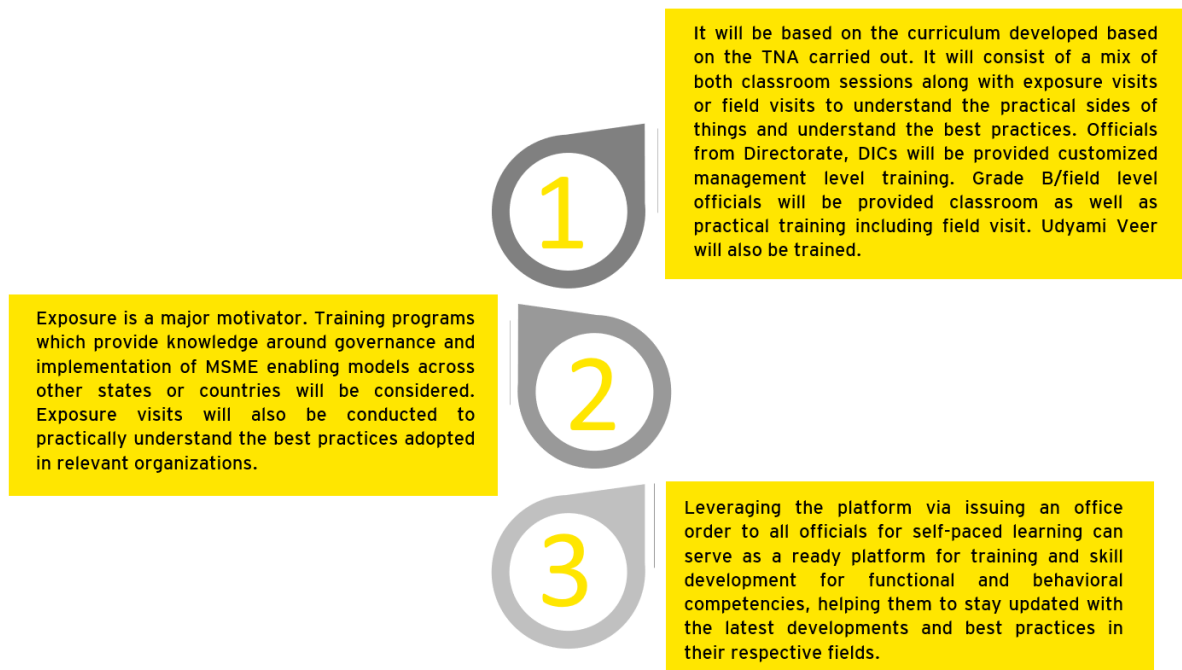 It will be based on the curriculum developed based
on the TNA carried out. It will consist of a mix of
both classroom sessions along with exposure visits
or field visits to understand the practical sides of
things and understand the best practices. Officials
from Directorate, DICs will be provided customized
management level training. Grade B/field level
officials will be provided classroom as well as
practical training including field visit. Udyami Veer
will also be trained.
1
Exposure is a major motivator. Training programs
which provide knowledge around governance and
implementation of MSME enabling models across
other states or countries will be considered.
Exposure visits will also be conducted to
practically understand the best practices adopted
in relevant organizations.
2
3
Leveraging the platform via issuing an office
order to all officials for self-paced learning can
serve as a ready platform for training and skill
development for functional and behavioral
competencies, helping them to stay updated with
the latest developments and best practices in
their respective fields.